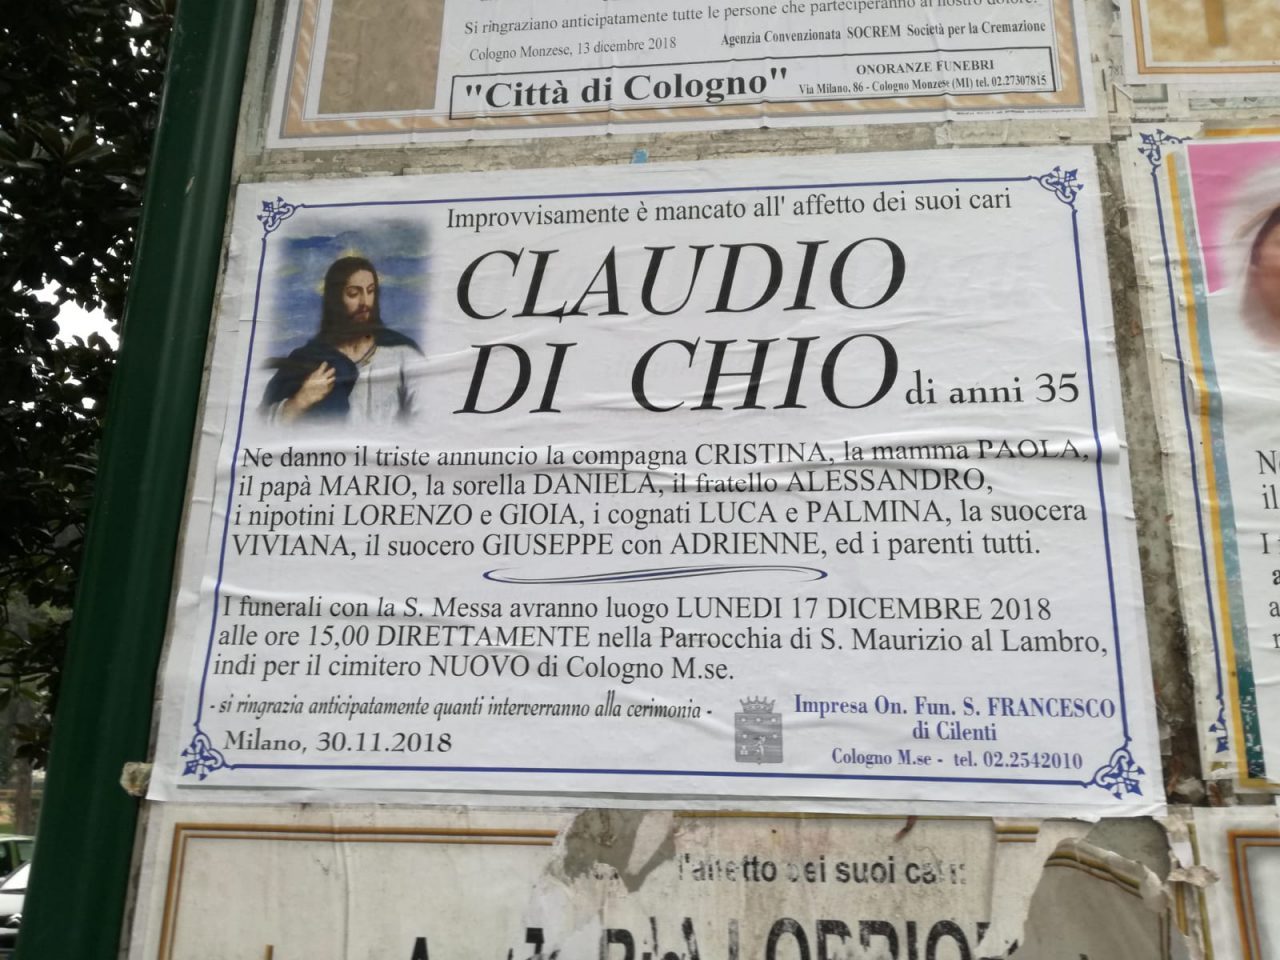 Si ringraziano anticipatamente tutte le persone che parteciperanno al nostro dolore.
Cologno Monzese, 13 dicembre 2018 Agenzia Convenzionata SOCREM Società per la Cremazione
"Città di Cologno" ONORANZE FUNEBRI
Via Milano, 86 - Cologno Monzese (MI) tel. 02.27307815
Improvvisamente è mancato all' affetto dei suoi cari
CLAUDIO
DI CHIO di anni 35
Ne danno il triste annuncio la compagna CRISTINA, la mamma PAOLA,
il papà MARIO, la sorella DANIELA, il fratello ALESSANDRO,
i nipotini LORENZO e GIOIA, i cognati LUCA e PALMINA, la suocera
VIVIANA, il suocero GIUSEPPE con ADRIENNE, ed i parenti tutti.
I funerali con la S. Messa avranno luogo LUNEDI 17 DICEMBRE 2018
alle ore 15,00 DIRETTAMENTE nella Parrocchia di S. Maurizio al Lambro,
indi per il cimitero NUOVO di Cologno M.se.
- si ringrazia anticipatamente quanti interverranno alla cerimonia -
Milano, 30.11.2018
Impresa On. Fun. S. FRANCESCO
di Cilenti
Cologno M.se - tel. 02.2542010
dei suoi